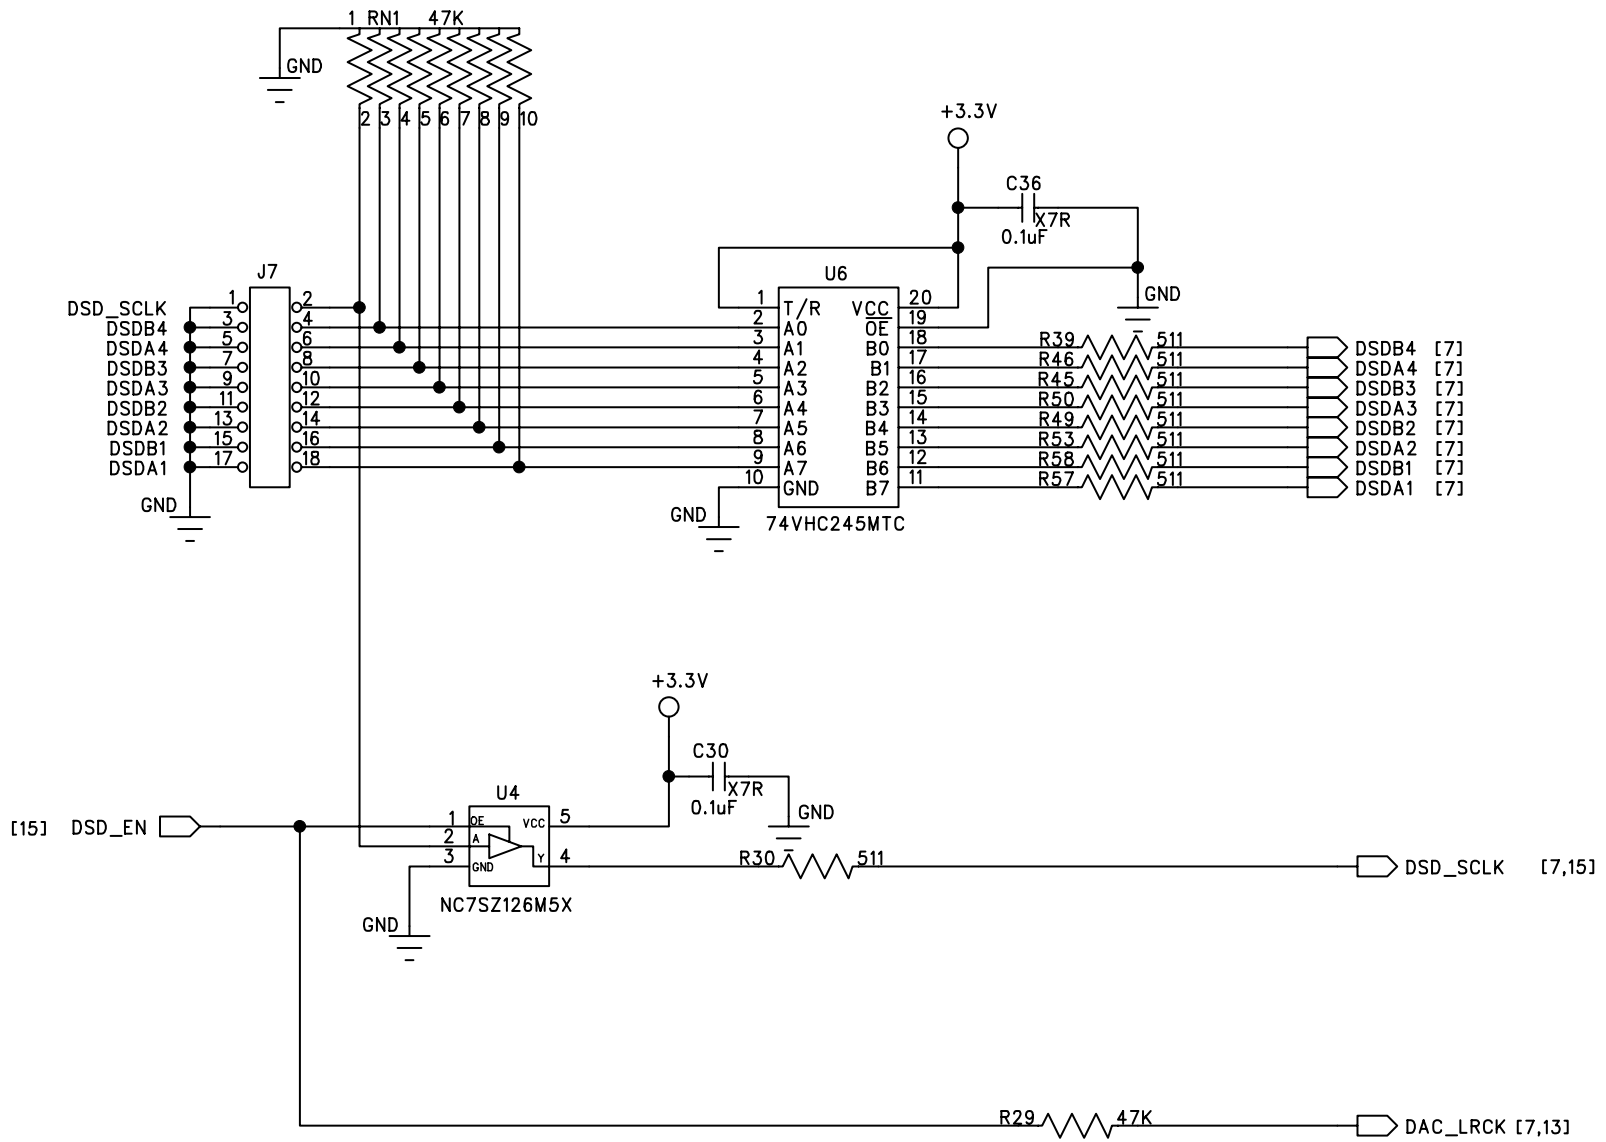 1 RN1 47K
GND
2 3 4 5 6 7 8 9 10
+3.3V
C36
X7R
0.1uF
GND
J7
DSD_SCLK 1 2
DSDB4 3 4
DSDA4 5 6
DSDB3 7 8
DSDA3 9 10
DSDB2 11 12
DSDA2 13 14
DSDB1 15 16
DSDA1 17 18
GND
U6
1 T/R VCC 20
2 A0 OE 19
3 A1 B0 18 R39 511 DSDB4 [7]
4 A2 B1 17 R46 511 DSDA4 [7]
5 A3 B2 16 R45 511 DSDB3 [7]
6 A4 B3 15 R50 511 DSDA3 [7]
7 A5 B4 14 R49 511 DSDB2 [7]
8 A6 B5 13 R53 511 DSDA2 [7]
9 A7 B6 12 R58 511 DSDB1 [7]
10 GND B7 11 R57 511 DSDA1 [7]
GND
74VHC245MTC
+3.3V
C30
X7R
0.1uF
GND
U4
[15] DSD_EN 1 OE VCC 5
2 A
3 GND Y 4 R30 511 DSD_SCLK [7,15]
NC7SZ126M5X
GND
R29 47K DAC_LRCK [7,13]